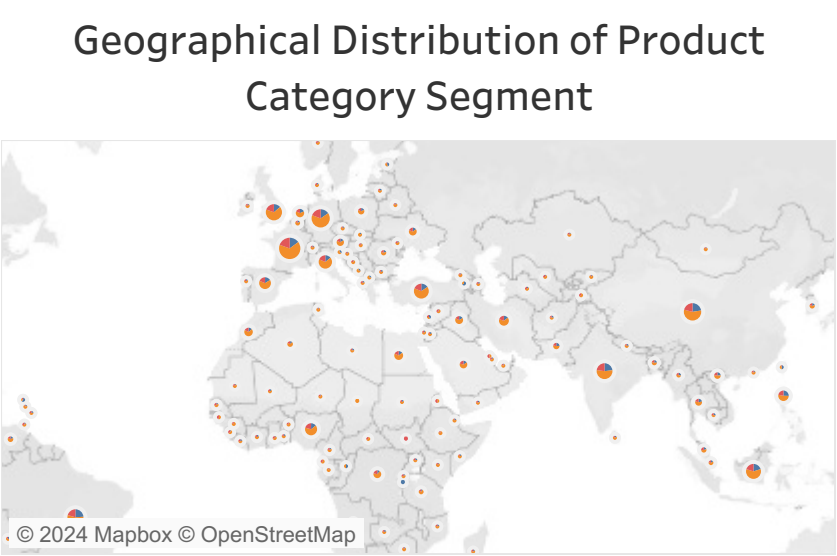 Geographical Distribution of Product
Category Segment
© 2024 Mapbox © OpenStreetMap